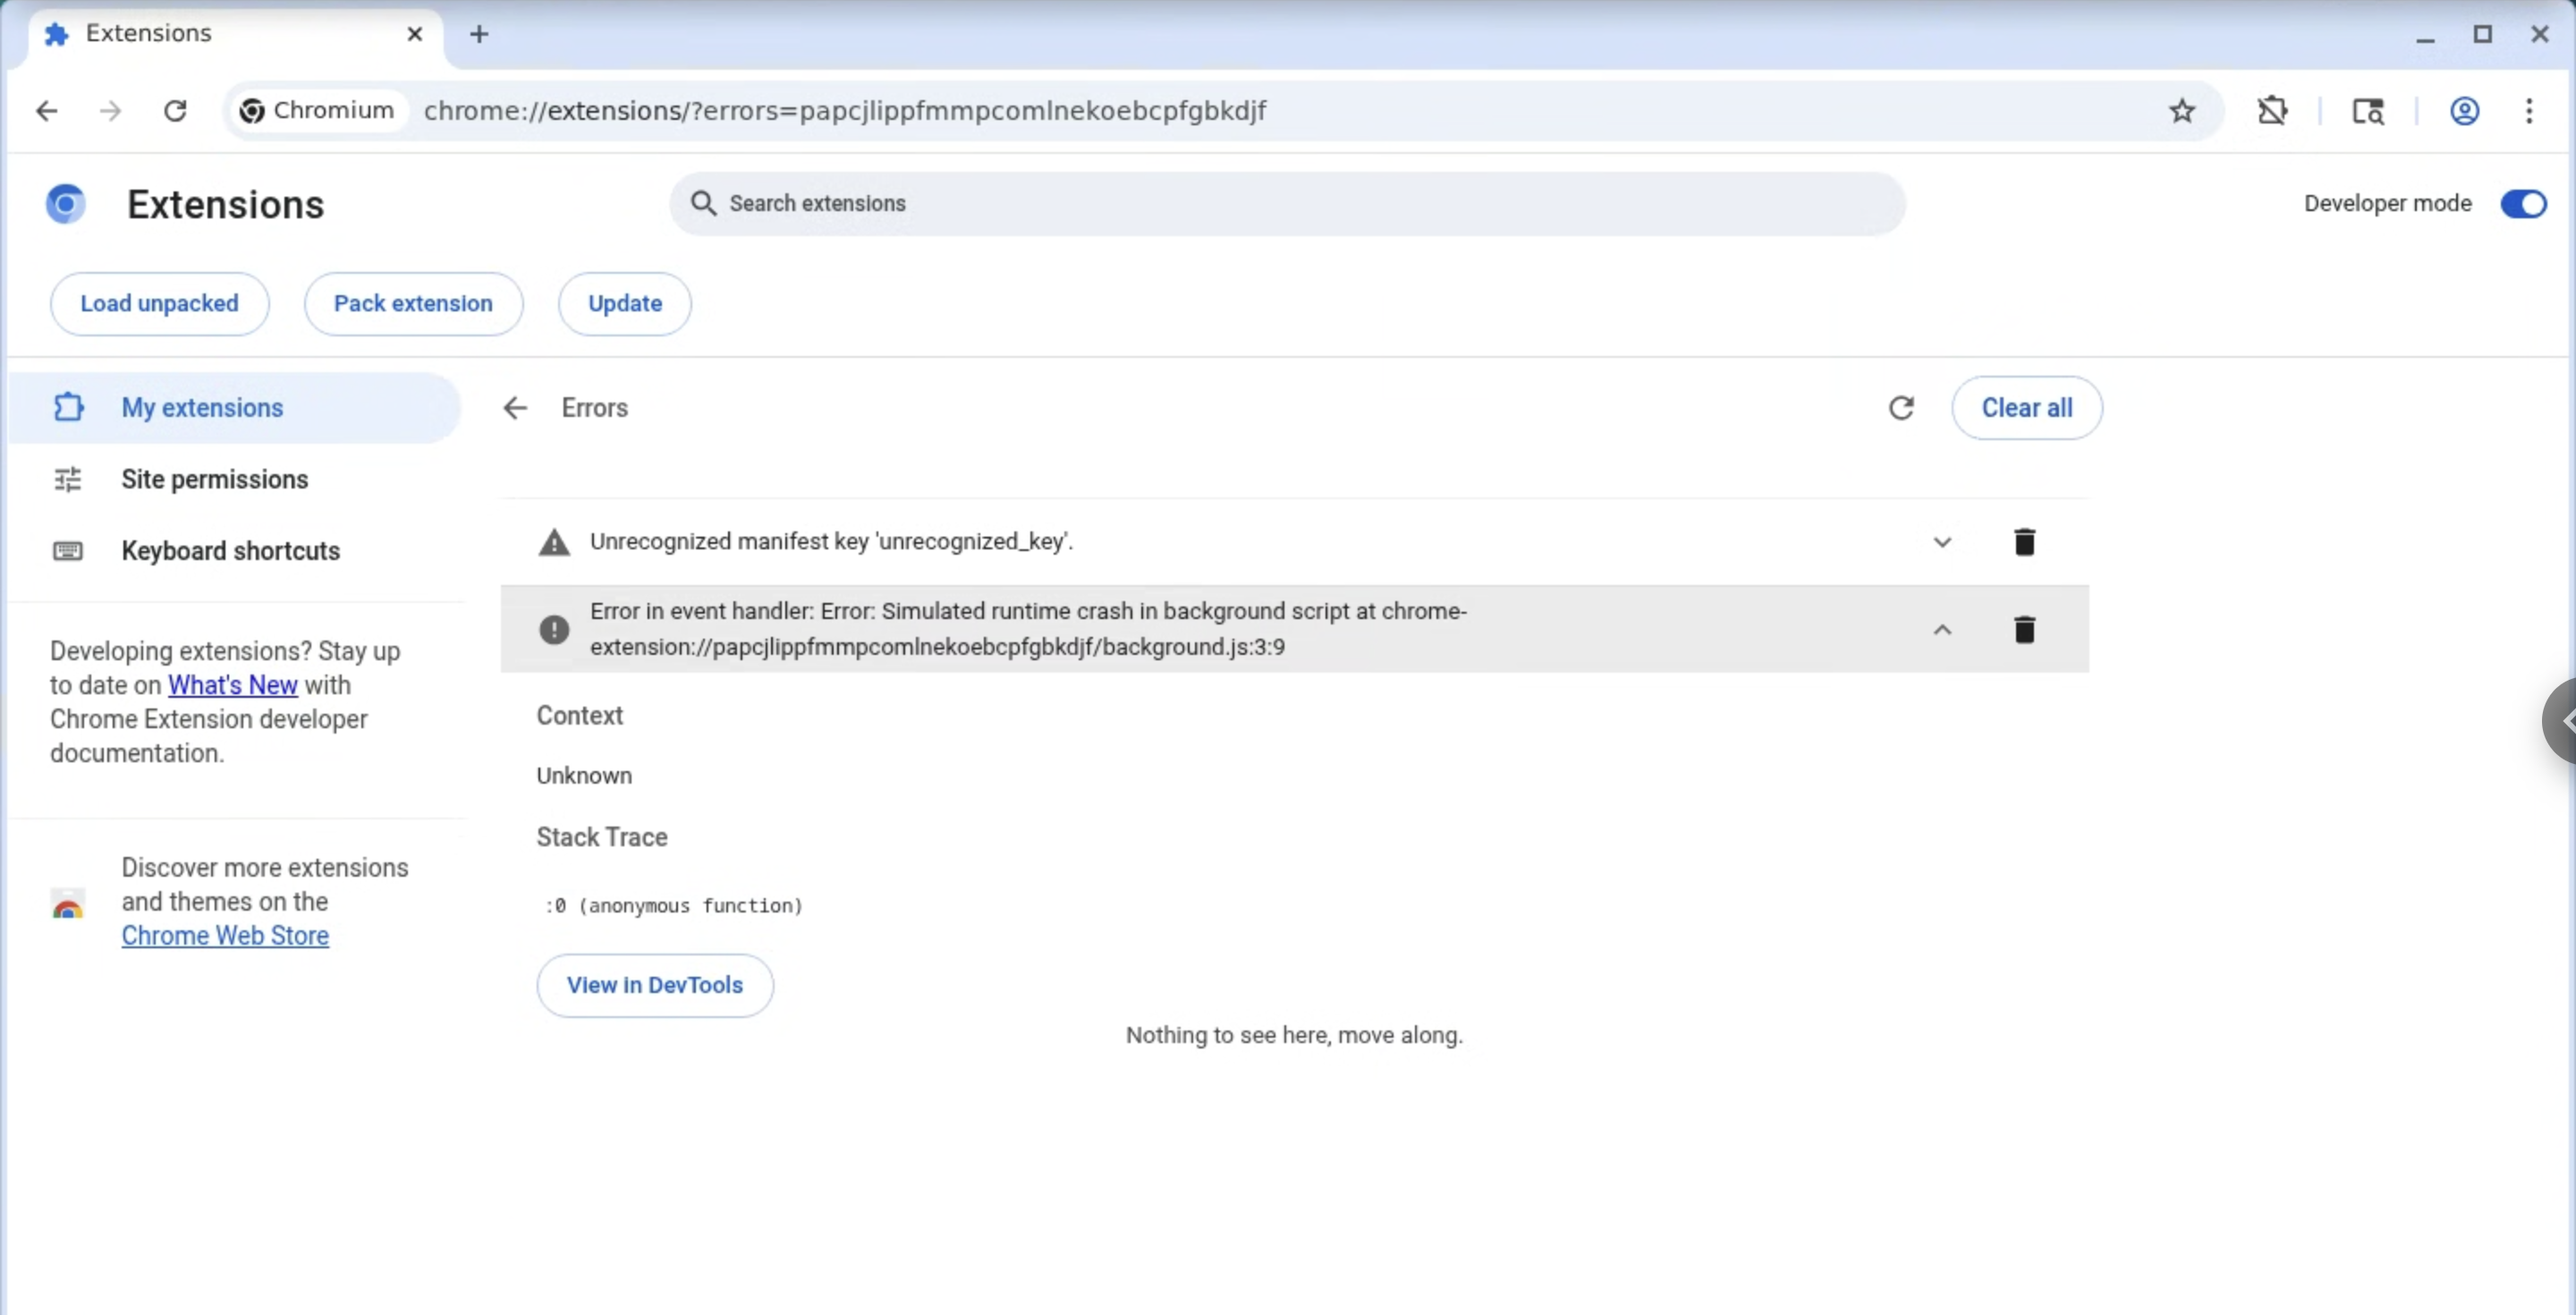 Extensions
Chromium
chrome://extensions/?errors=papcjlippfmmpcomlnekoebcpfgbkdjf
Extensions
Search extensions
Developer mode
Load unpacked
Pack extension
Update
My extensions
Site permissions
Keyboard shortcuts
Developing extensions? Stay up
to date on What's New with
Chrome Extension developer
documentation.
Discover more extensions
and themes on the
Chrome Web Store
Errors
Clear all
Unrecognized manifest key 'unrecognized_key'.
Error in event handler: Error: Simulated runtime crash in background script at chrome-
extension://papcjlippfmmpcomlnekoebcpfgbkdjf/background.js:3:9
Context
Unknown
Stack Trace
:0 (anonymous function)
View in DevTools
Nothing to see here, move along.